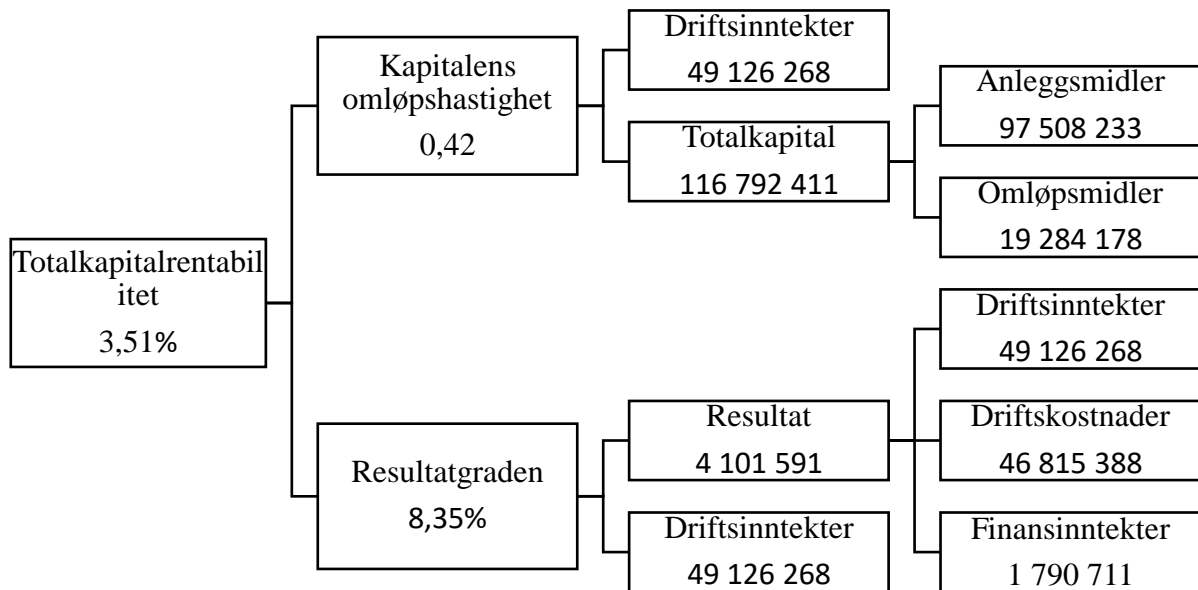 Totalkapitalrentabil
itet
3,51%
Kapitalens
omløpshastighet
0,42
Driftsinntekter
49 126 268
Totalkapital
116 792 411
Anleggsmidler
97 508 233
Omløpsmidler
19 284 178
Resultatgraden
8,35%
Resultat
4 101 591
Driftsinntekter
49 126 268
Driftsinntekter
49 126 268
Driftskostnader
46 815 388
Finansinntekter
1 790 711